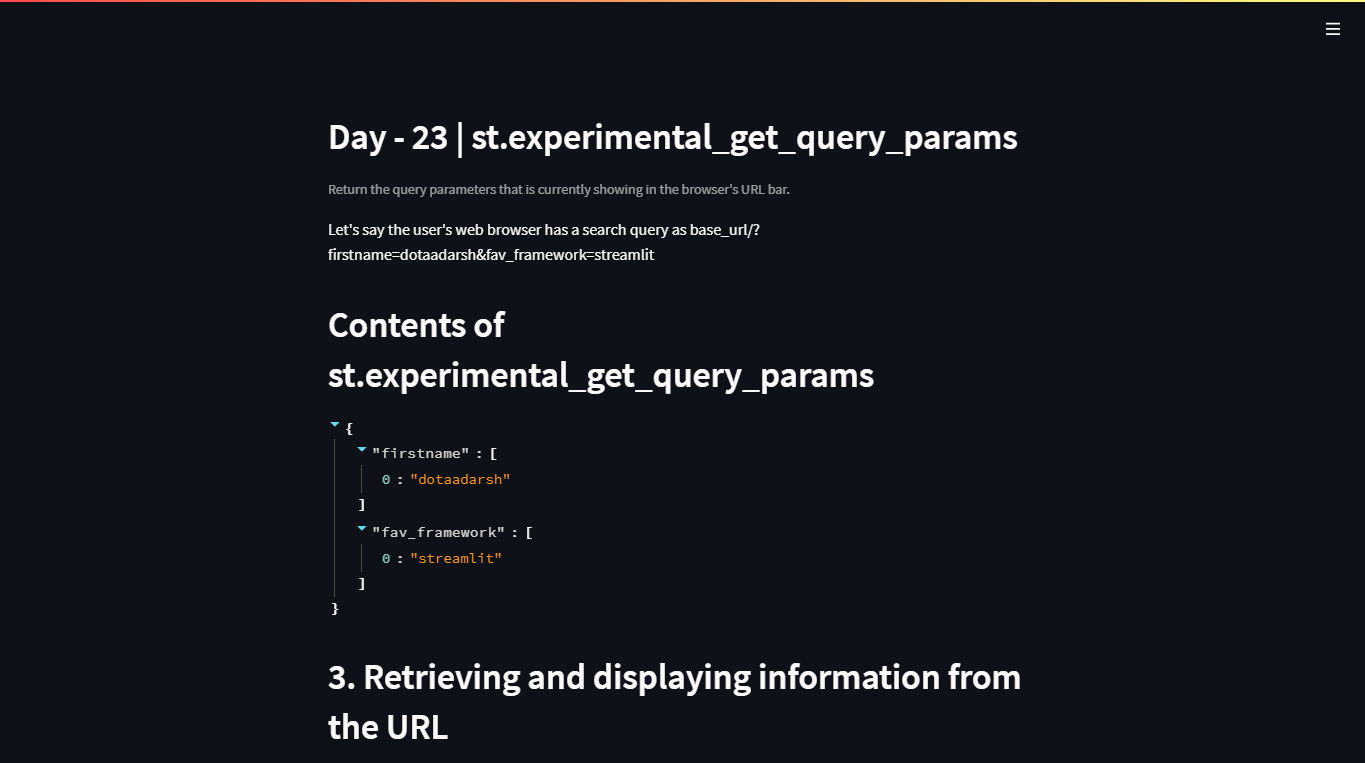 Day - 23 | st.experimental_get_query_params
Return the query parameters that is currently showing in the browser's URL bar.
Let's say the user's web browser has a search query as base_url/?
firstname=dotaadarsh&fav_framework=streamlit
Contents of
st.experimental_get_query_params
{
"firstname" : [
0 : "dotaadarsh"
]
"fav_framework" : [
0 : "streamlit"
]
}
3. Retrieving and displaying information from
the URL